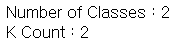 Number of Classes : 2
K Count : 2